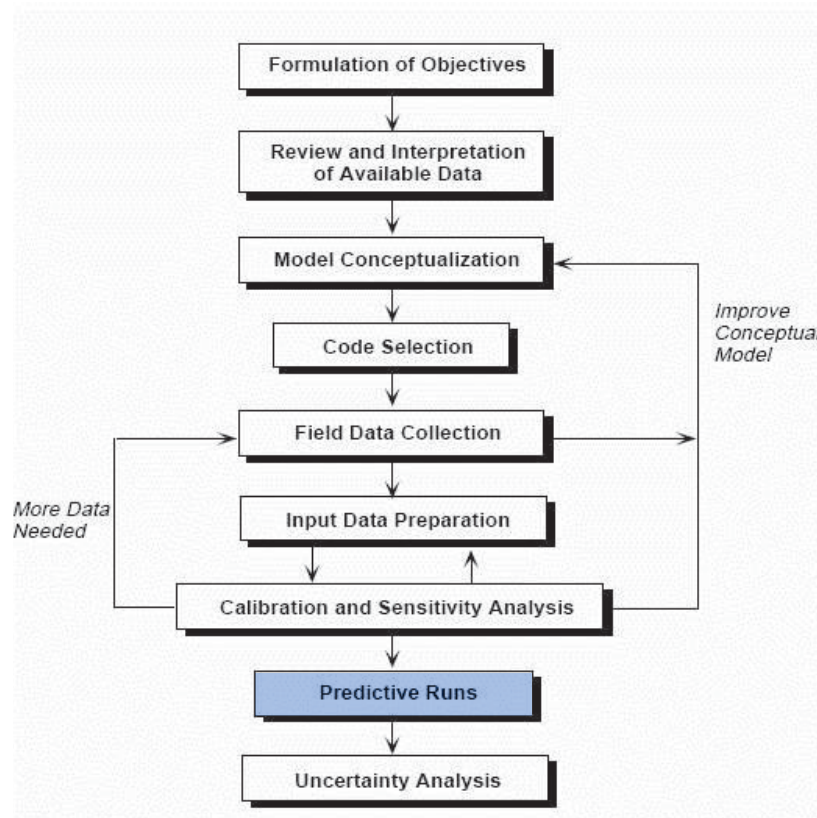 Formulation of Objectives
Review and Interpretation
of Available Data
Model Conceptualization
Improve
Conceptual
Model
Code Selection
Field Data Collection
More Data
Needed
Input Data Preparation
Calibration and Sensitivity Analysis
Predictive Runs
Uncertainty Analysis